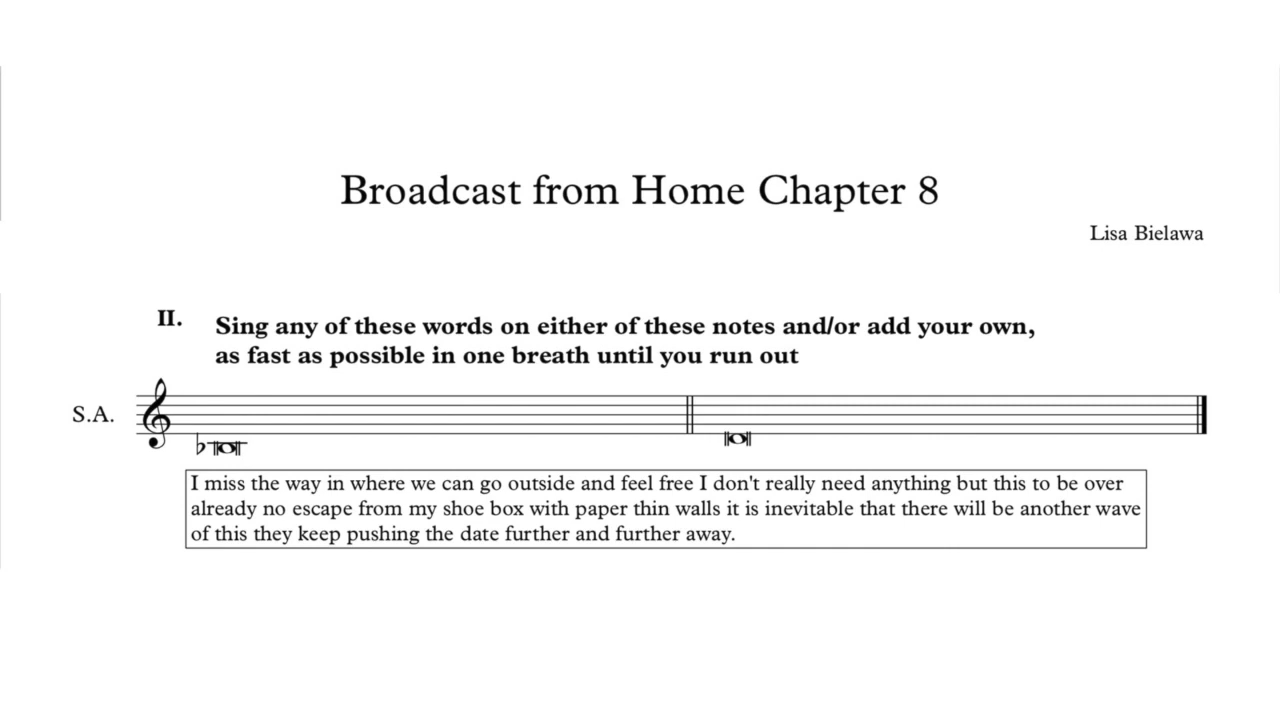 Broadcast from Home Chapter 8
Lisa Bielawa
II. Sing any of these words on either of these notes and/or add your own,
as fast as possible in one breath until you run out
S.A.
I miss the way in where we can go outside and feel free I don't really need anything but this to be over
already no escape from my shoe box with paper thin walls it is inevitable that there will be another wave
of this they keep pushing the date further and further away.